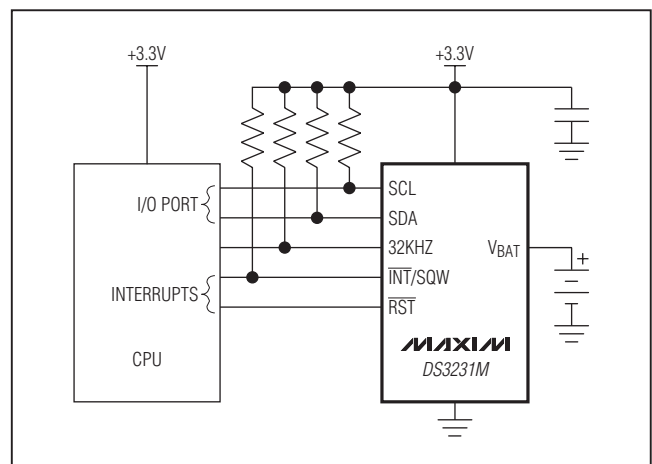 +3.3V
+3.3V
I/O PORT
SCL
SDA
32KHZ
INT/SQW
RST
VBAT
+
INTERRUPTS
CPU
MAXIM
DS3231M